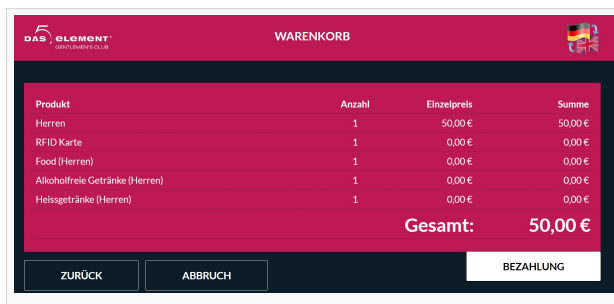 DAS 5 ELEMENT
GENTLEMEN'S CLUB
WARENKORB
Produkt Anzahl Einzelpreis Summe
Herren 1 50,00 € 50,00 €
RFID Karte 1 0,00 € 0,00 €
Food (Herren) 1 0,00 € 0,00 €
Alkoholfreie Getränke (Herren) 1 0,00 € 0,00 €
Heissgetränke (Herren) 1 0,00 € 0,00 €
Gesamt: 50,00 €
ZURÜCK ABBRUCH BEZAHLUNG